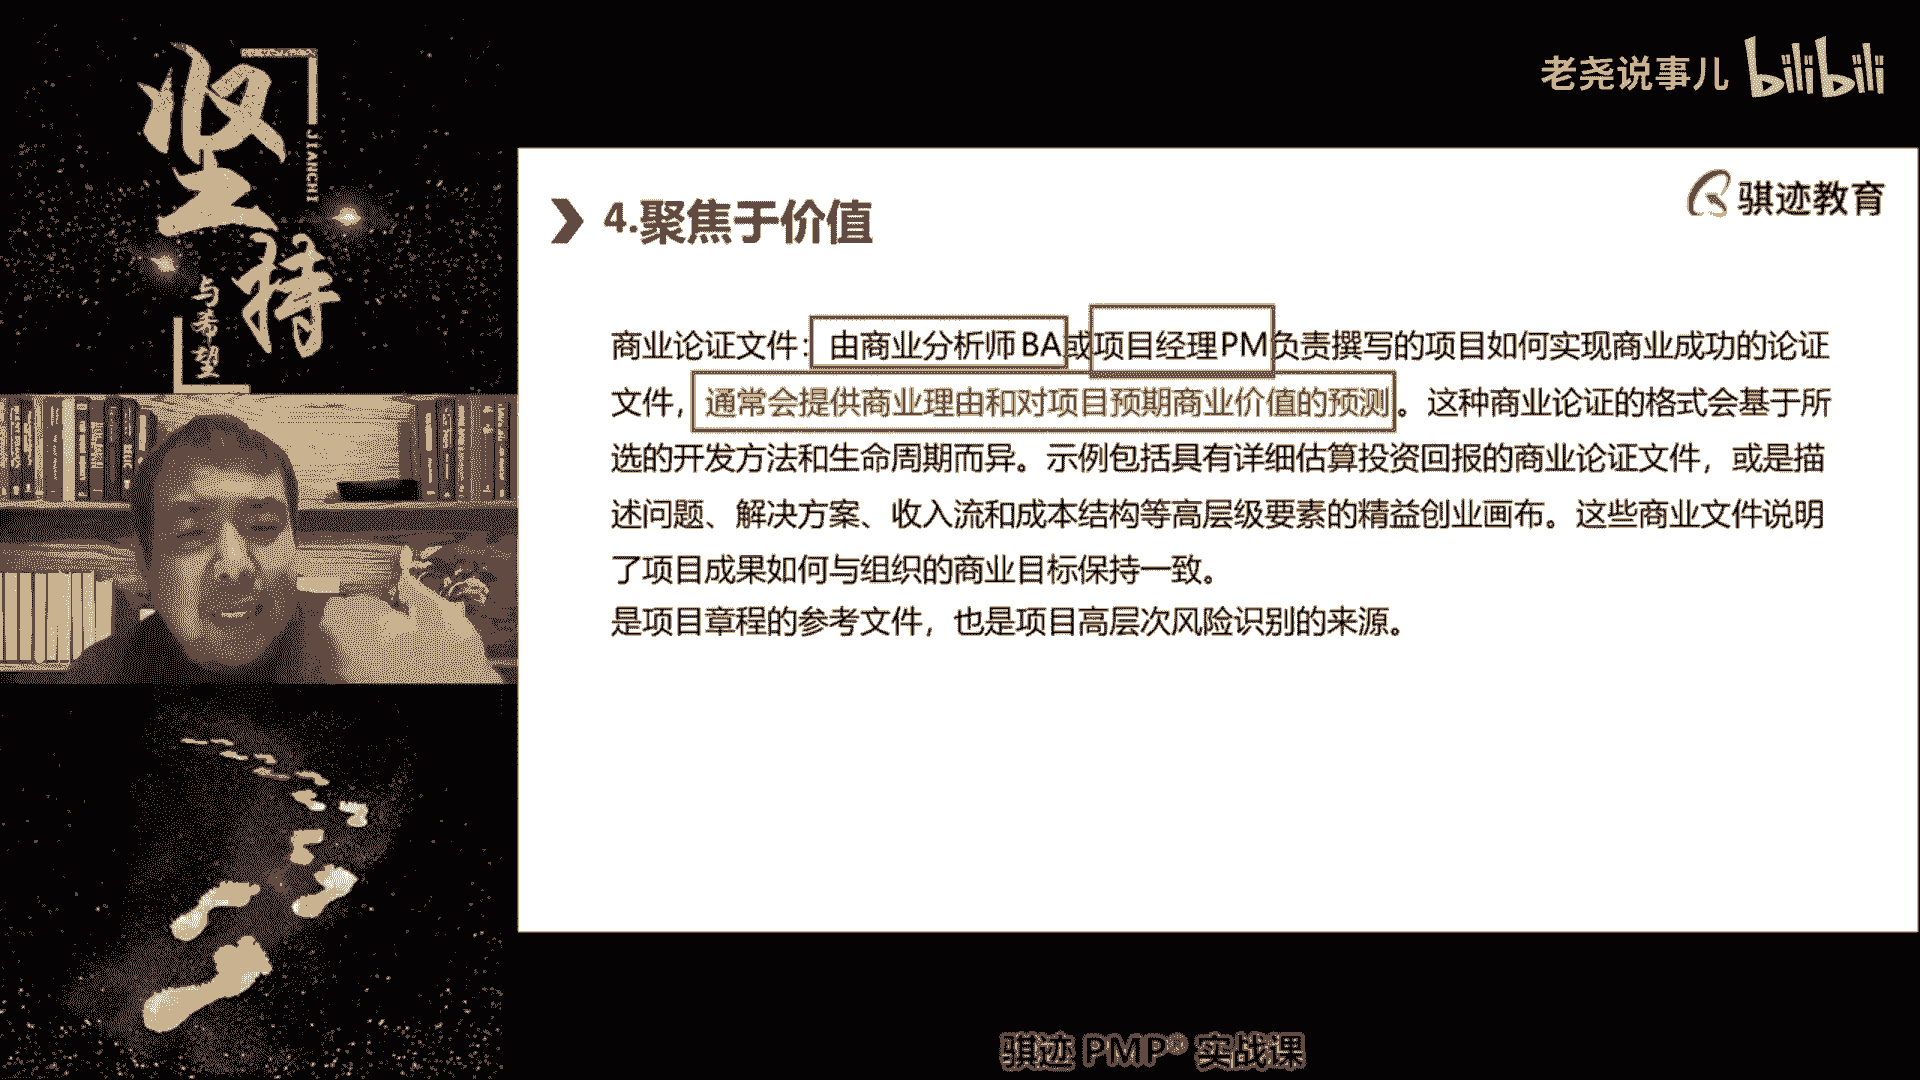 坚持
JIANCHI
与希望
老尧说事儿 bilibili
骐迹教育
4.聚焦于价值
商业论证文件：由商业分析师BA或项目经理PM负责撰写的项目如何实现商业成功的论证
文件，通常会提供商业理由和对项目预期商业价值的预测。这种商业论证的格式会基于所
选的开发方法和生命周期而异。示例包括具有详细估算投资回报的商业论证文件，或是描
述问题、解决方案、收入流和成本结构等高层级要素的精益创业画布。这些商业文件说明
了项目成果如何与组织的商业目标保持一致。
是项目章程的参考文件，也是项目高层次风险识别的来源。
骐迹 PMP® 实战课